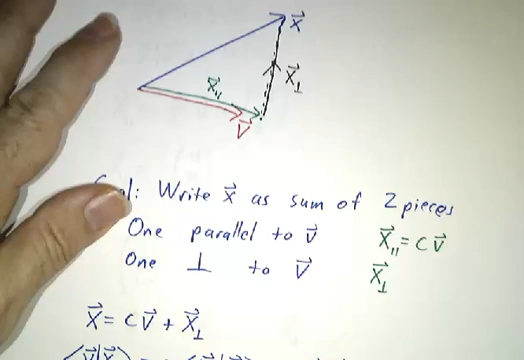 x⃗
x⃗∥
x⃗⊥
v⃗
Write x⃗ as sum of 2 pieces
One parallel to v⃗ x⃗∥ = c v⃗
One ⊥ to v⃗ x⃗⊥
x⃗ = c v⃗ + x⃗⊥